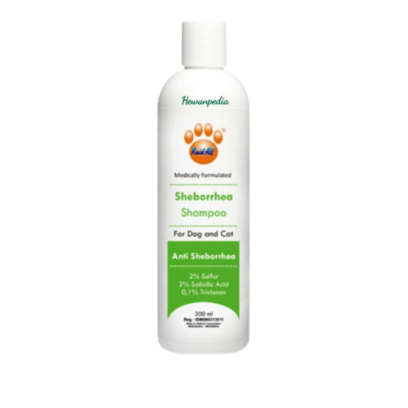 Hewanpedia
Raid All
®
Medically Formulated
Sheborrhea
Shampoo
For Dog and Cat
Anti Sheborrhea
2% Sulfur
2% Salicilic Acid
0,1% Triclosan
200 ml